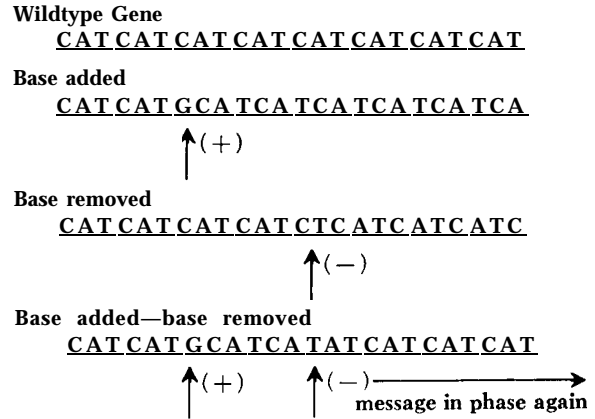 Wildtype Gene
CAT CAT CAT CAT CAT CAT CAT CAT
Base added
CAT CAT GCA TCA TCA TCA TCA TCA
(+)
Base removed
CAT CAT CAT CAT CTC ATC ATC ATC
(−)
Base added—base removed
CAT CAT GCA TCA TAT CAT CAT CAT
(+) (−)
message in phase again